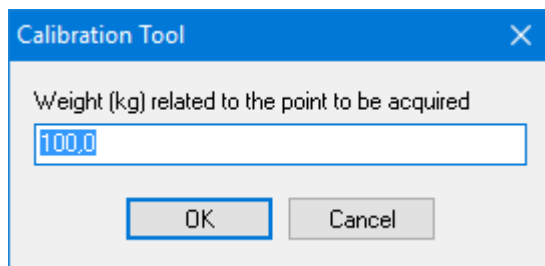 Calibration Tool
Weight (kg) related to the point to be acquired
100,0
OK Cancel